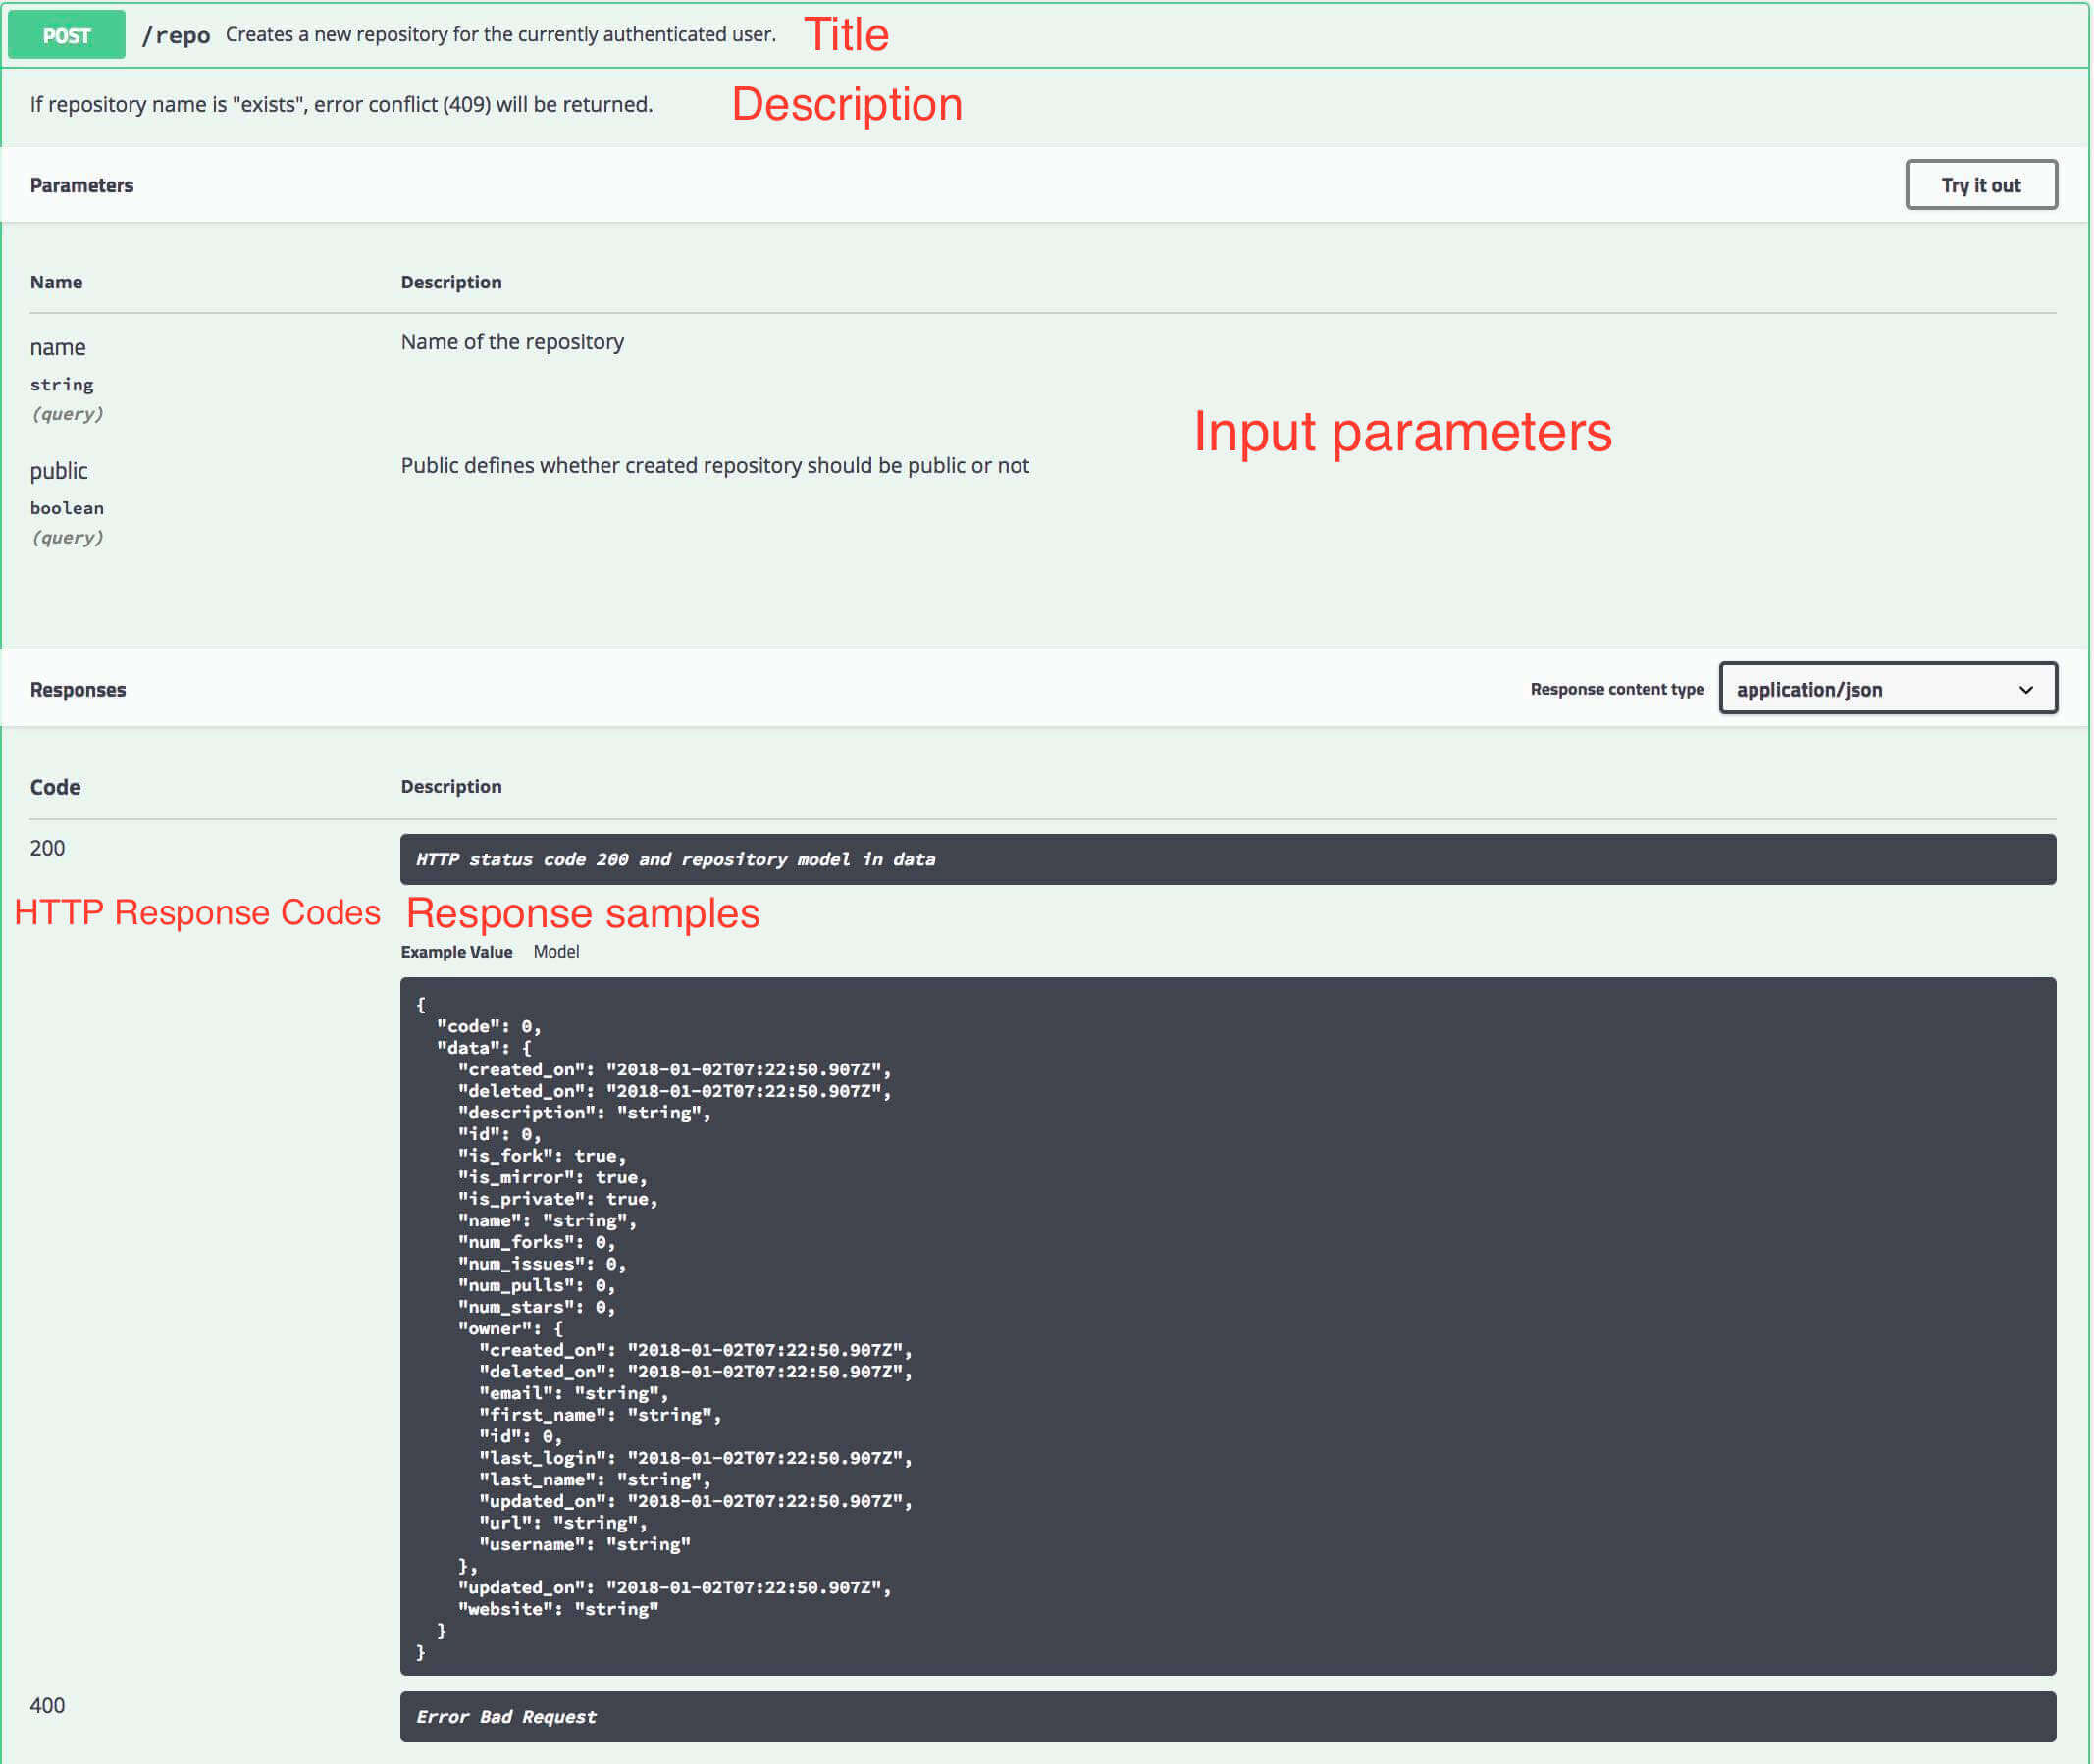 POST /repo Creates a new repository for the currently authenticated user. Title
If repository name is "exists", error conflict (409) will be returned. Description
Parameters Try it out
Name Description
name Name of the repository
string
(query)
Input parameters
public Public defines whether created repository should be public or not
boolean
(query)
Responses Response content type application/json
Code Description
200 HTTP status code 200 and repository model in data
HTTP Response Codes Response samples
Example Value Model
{
  "code": 0,
  "data": {
    "created_on": "2018-01-02T07:22:50.907Z",
    "deleted_on": "2018-01-02T07:22:50.907Z",
    "description": "string",
    "id": 0,
    "is_fork": true,
    "is_mirror": true,
    "is_private": true,
    "name": "string",
    "num_forks": 0,
    "num_issues": 0,
    "num_pulls": 0,
    "num_stars": 0,
    "owner": {
      "created_on": "2018-01-02T07:22:50.907Z",
      "deleted_on": "2018-01-02T07:22:50.907Z",
      "email": "string",
      "first_name": "string",
      "id": 0,
      "last_login": "2018-01-02T07:22:50.907Z",
      "last_name": "string",
      "updated_on": "2018-01-02T07:22:50.907Z",
      "url": "string",
      "username": "string"
    },
    "updated_on": "2018-01-02T07:22:50.907Z",
    "website": "string"
  }
}
400 Error Bad Request